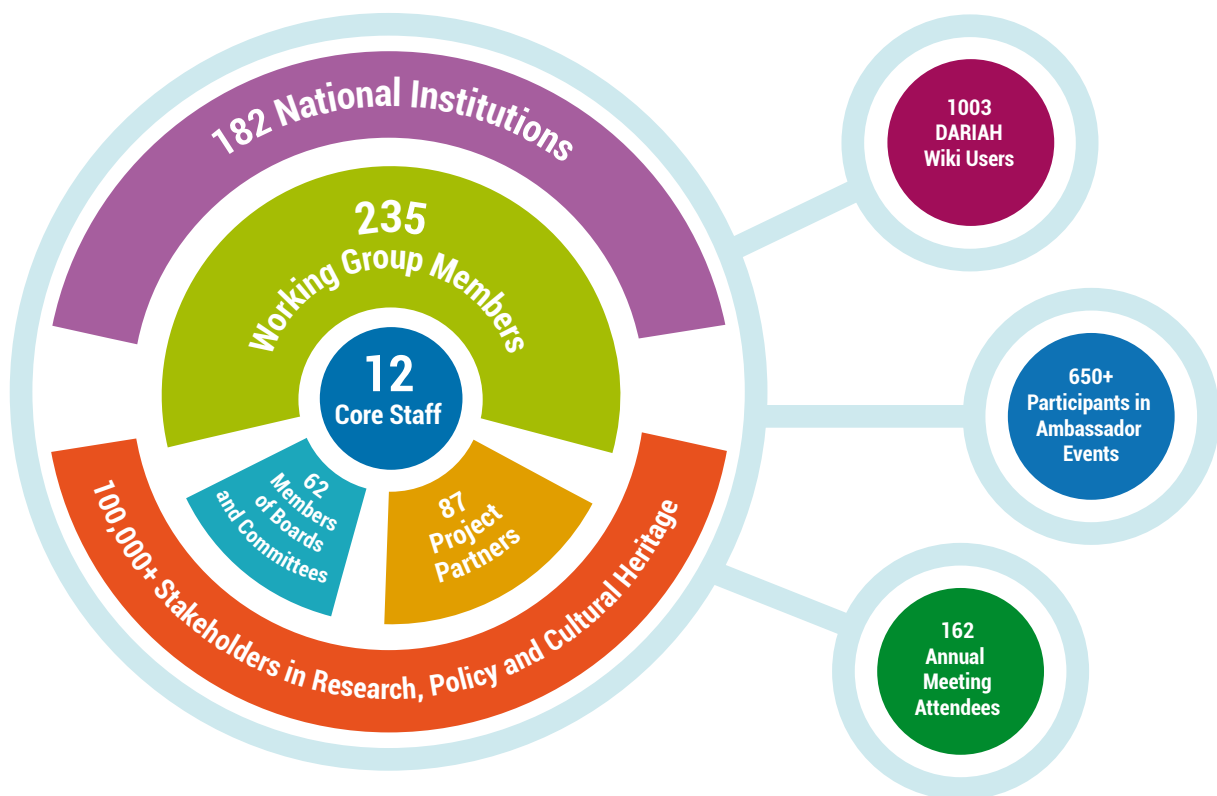 182 National Institutions
235
Working Group Members
12
Core Staff
62
Members
of Boards
and Committees
87
Project
Partners
100,000+ Stakeholders in Research, Policy and Cultural Heritage
1003
DARIAH
Wiki Users
650+
Participants in
Ambassador
Events
162
Annual
Meeting
Attendees